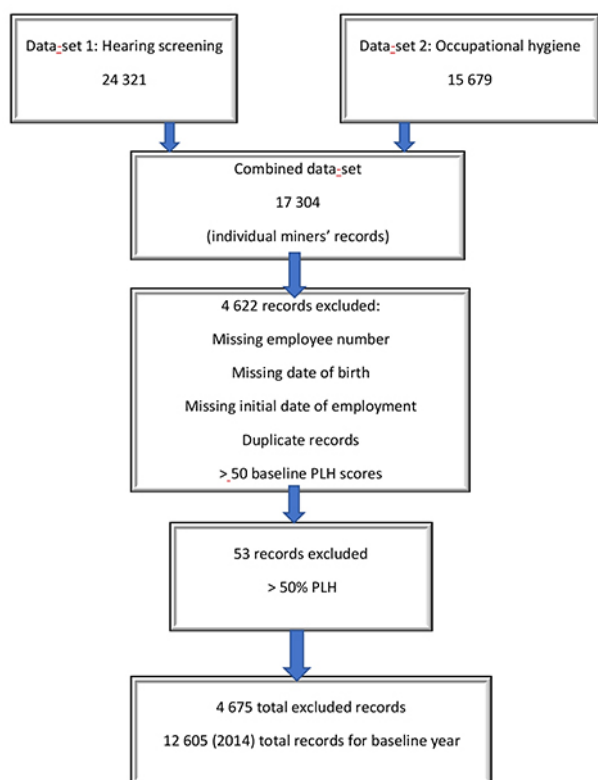 Data-set 1: Hearing screening
24 321
Data-set 2: Occupational hygiene
15 679
Combined data-set
17 304
(individual miners’ records)
4 622 records excluded:
Missing employee number
Missing date of birth
Missing initial date of employment
Duplicate records
> 50 baseline PLH scores
53 records excluded
> 50% PLH
4 675 total excluded records
12 605 (2014) total records for baseline year